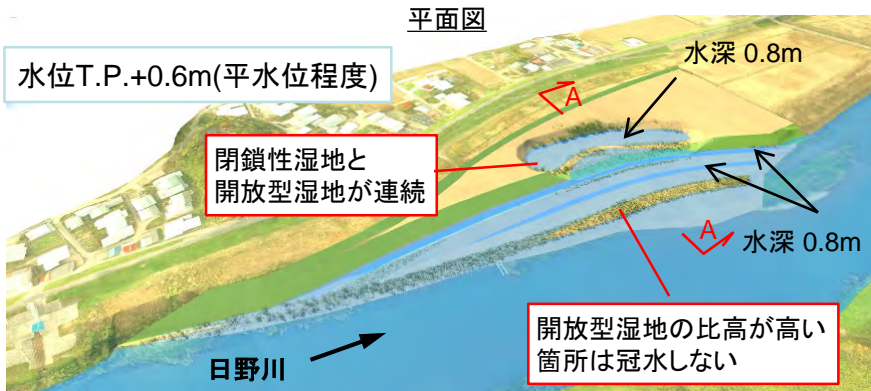 平面図
水位T.P.+0.6m(平水位程度)
水深 0.8m
A
閉鎖性湿地と
開放型湿地が連続
A
水深 0.8m
開放型湿地の比高が高い
箇所は冠水しない
日野川